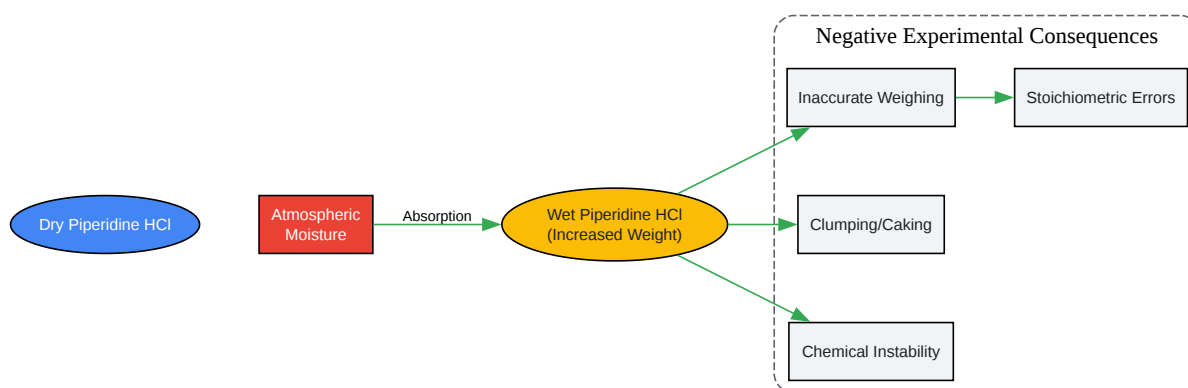 Negative Experimental Consequences
Inaccurate Weighing
Stoichiometric Errors
Dry Piperidine HCl
Atmospheric
Moisture
Absorption
Wet Piperidine HCl
(Increased Weight)
Clumping/Caking
Chemical Instability